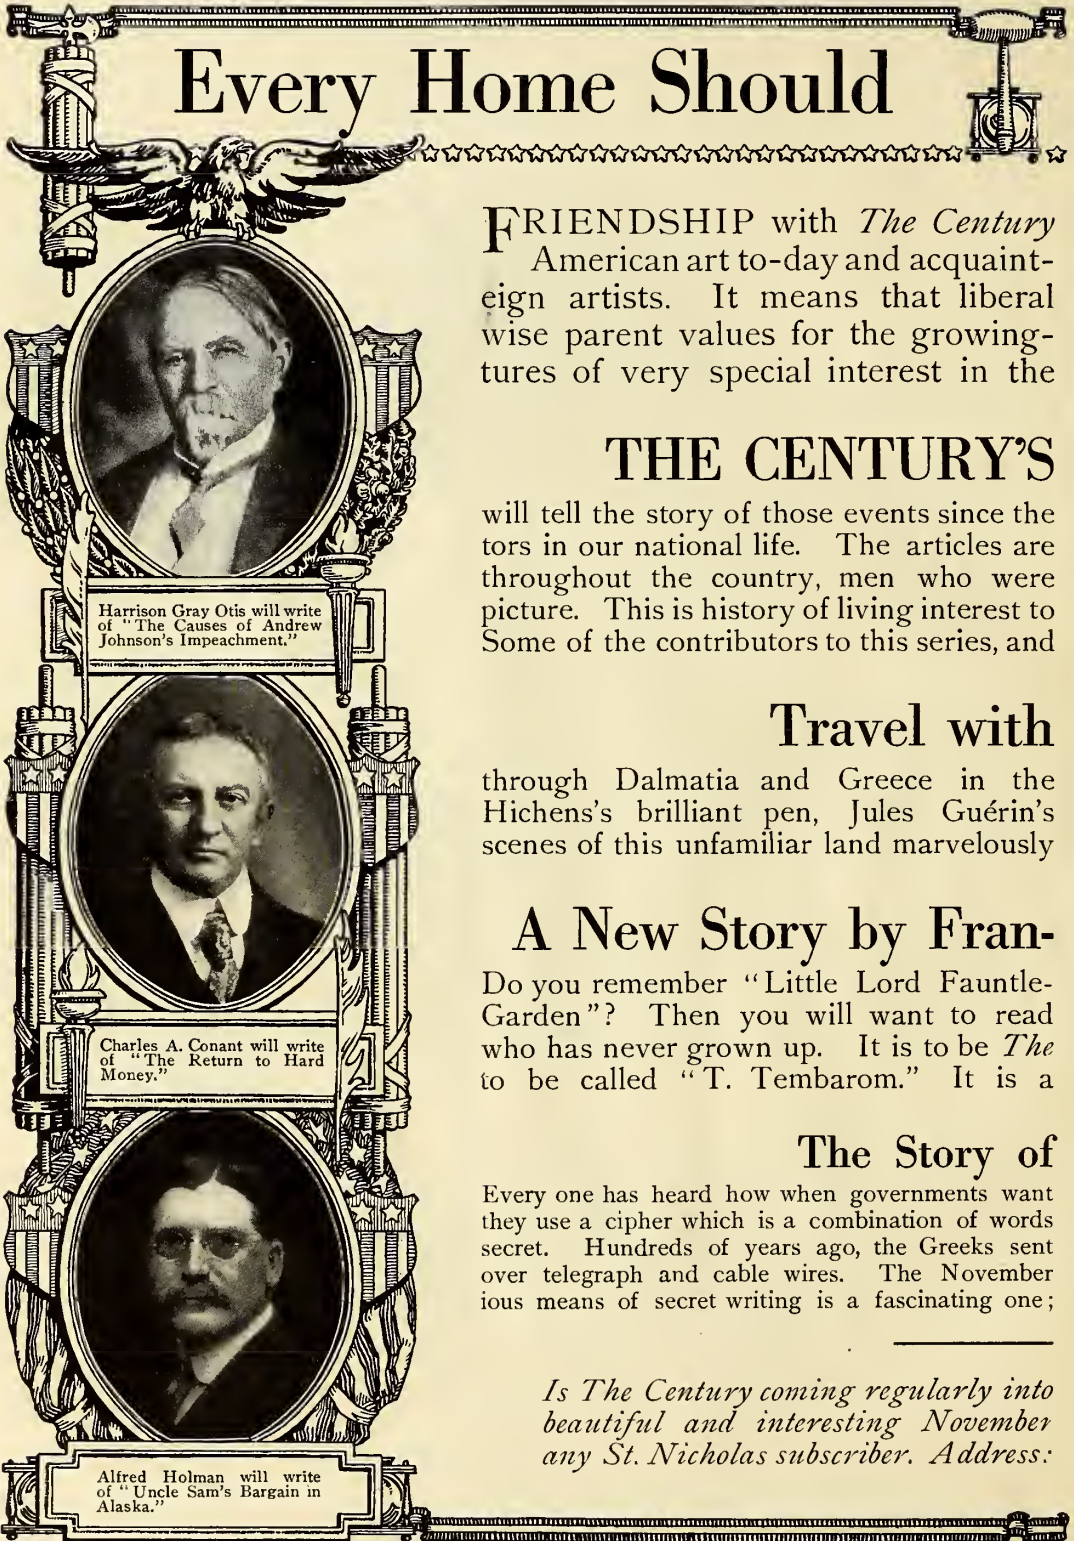 Every Home Should
FRIENDSHIP with The Century
American art to-day and acquaint-
eign artists. It means that liberal
wise parent values for the growing-
tures of very special interest in the
THE CENTURY'S
will tell the story of those events since the
tors in our national life. The articles are
throughout the country, men who were
picture. This is history of living interest to
Some of the contributors to this series, and
Travel with
through Dalmatia and Greece in the
Hichens's brilliant pen, Jules Guérin's
scenes of this unfamiliar land marvelously
A New Story by Fran-
Do you remember "Little Lord Fauntle-
Garden"? Then you will want to read
who has never grown up. It is to be The
to be called "T. Tembarom." It is a
The Story of
Every one has heard how when governments want
they use a cipher which is a combination of words
secret. Hundreds of years ago, the Greeks sent
over telegraph and cable wires. The November
ious means of secret writing is a fascinating one;
Is The Century coming regularly into
beautiful and interesting November
any St. Nicholas subscriber. Address:
Harrison Gray Otis will write
of "The Causes of Andrew
Johnson's Impeachment."
Charles A. Conant will write
of "The Return to Hard
Money."
Alfred Holman will write
of "Uncle Sam's Bargain in
Alaska."